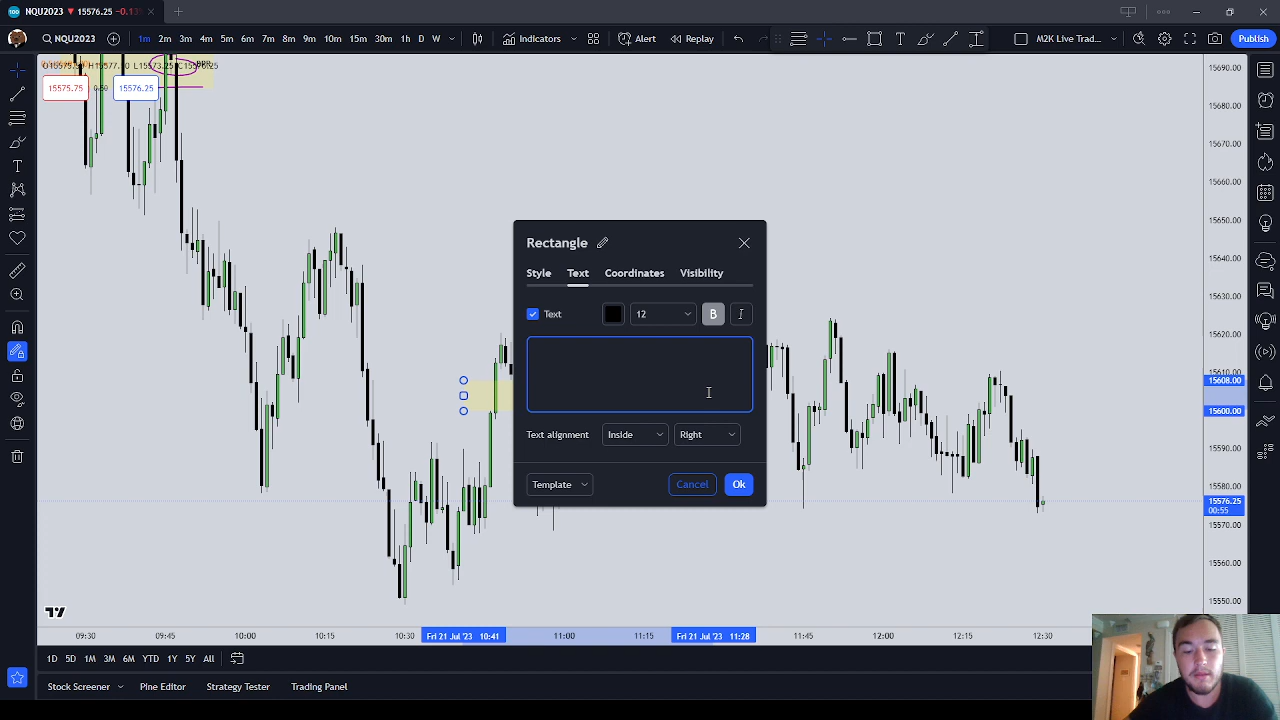 NQU2023 ▼ 15576.25 -0.13%
NQU2023 1m 2m 3m 4m 5m 6m 7m 8m 9m 10m 15m 30m 1h D W Indicators Alert Replay M2K Live Trad... Publish
15575.75 0.50 15576.25
Rectangle
Style Text Coordinates Visibility
Text 12 B I
Text alignment Inside Right
Template Cancel Ok
15690.00
15680.00
15670.00
15660.00
15650.00
15640.00
15630.00
15620.00
15610.00
15608.00
15600.00
15590.00
15580.00
15576.25
00:55
15570.00
15560.00
15550.00
09:30 09:45 10:00 10:15 10:30 Fri 21 Jul '23 10:41 11:00 11:15 Fri 21 Jul '23 11:28 11:45 12:00 12:15 12:30
1D 5D 1M 3M 6M YTD 1Y 5Y All
Stock Screener Pine Editor Strategy Tester Trading Panel